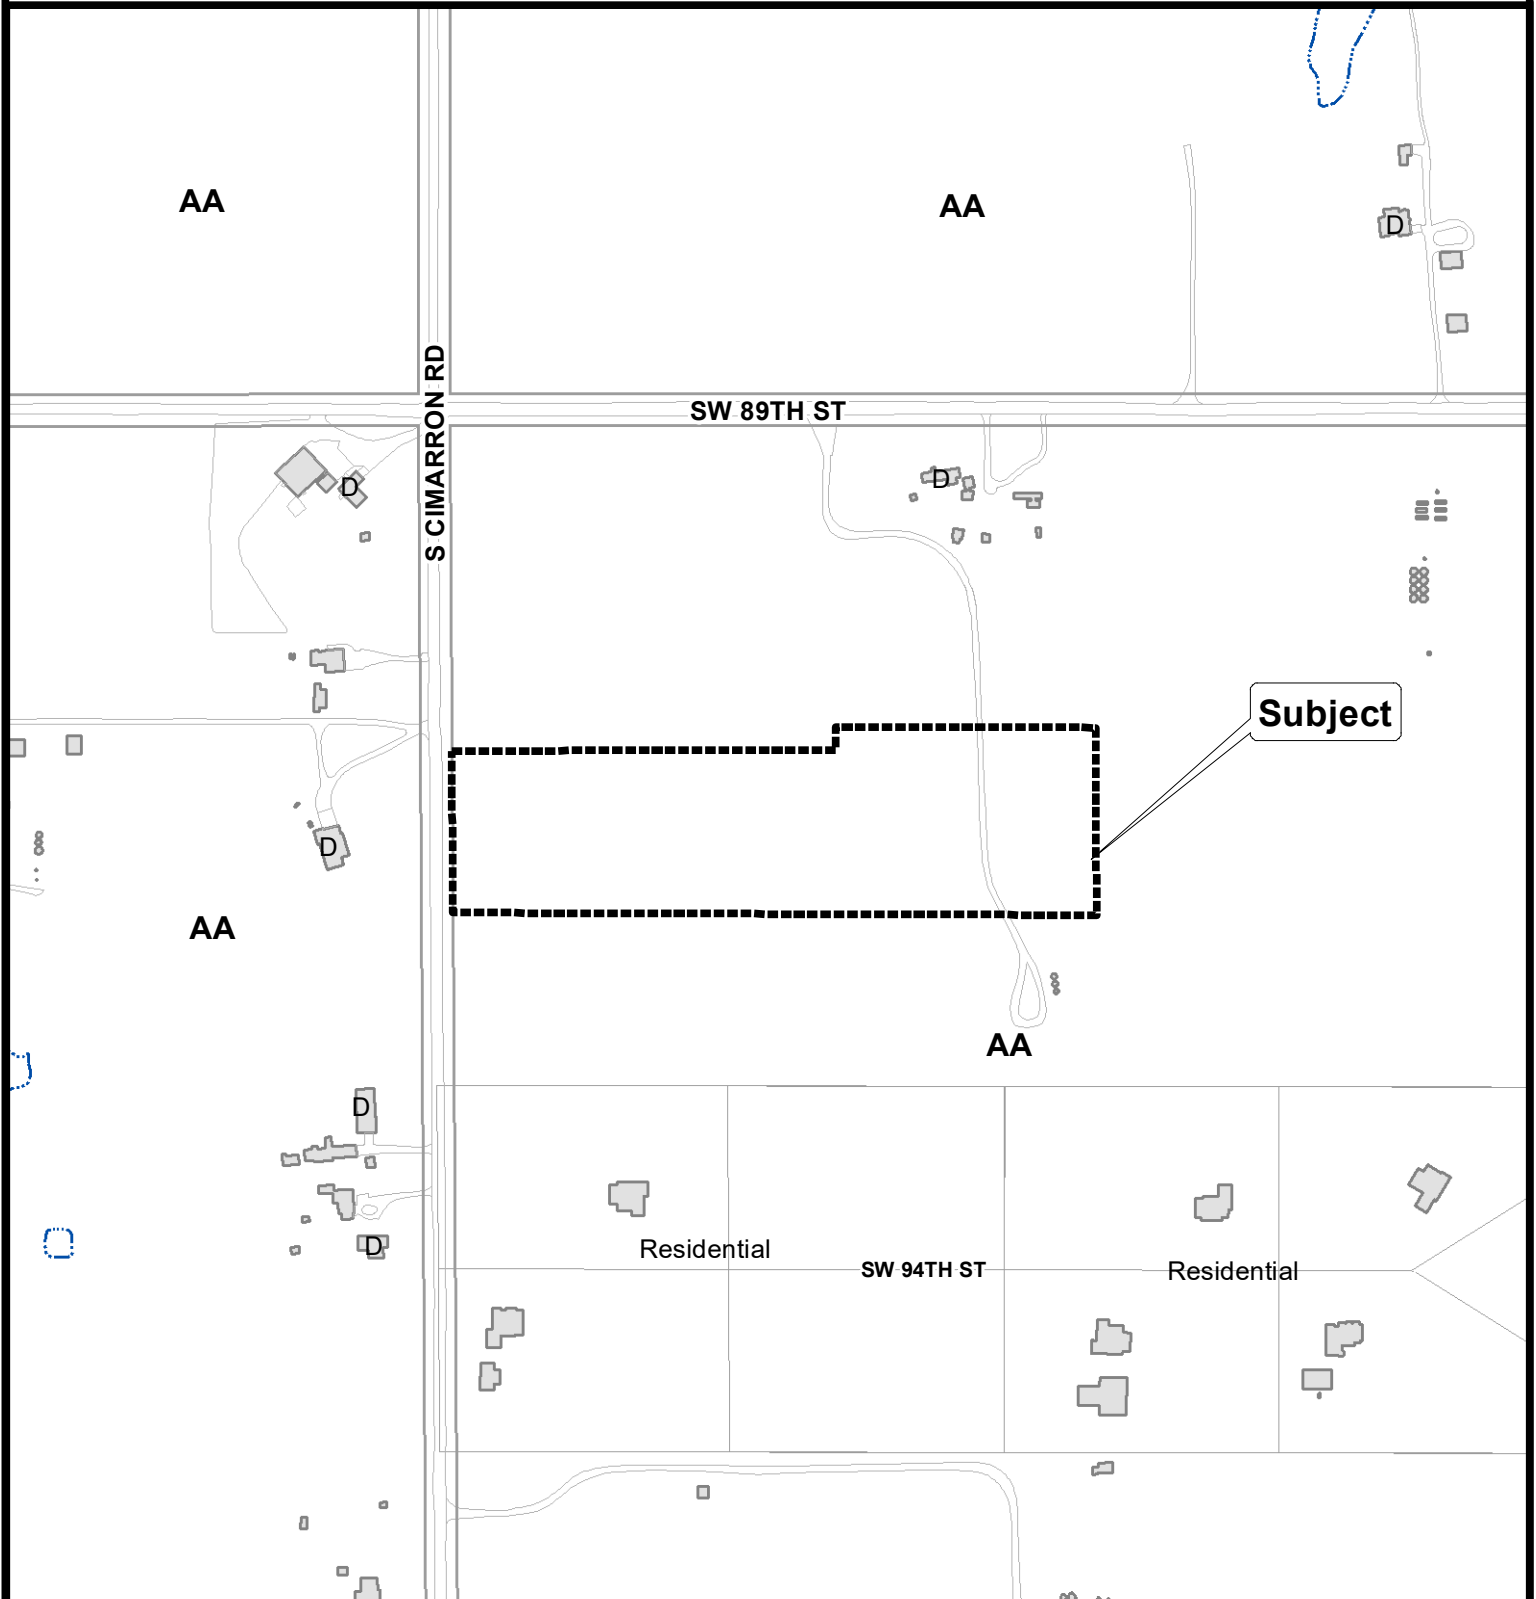 AA
AA
D
S CIMARRON RD
SW 89TH ST
D
D
Subject
D
AA
AA
D
D
Residential
SW 94TH ST
Residential